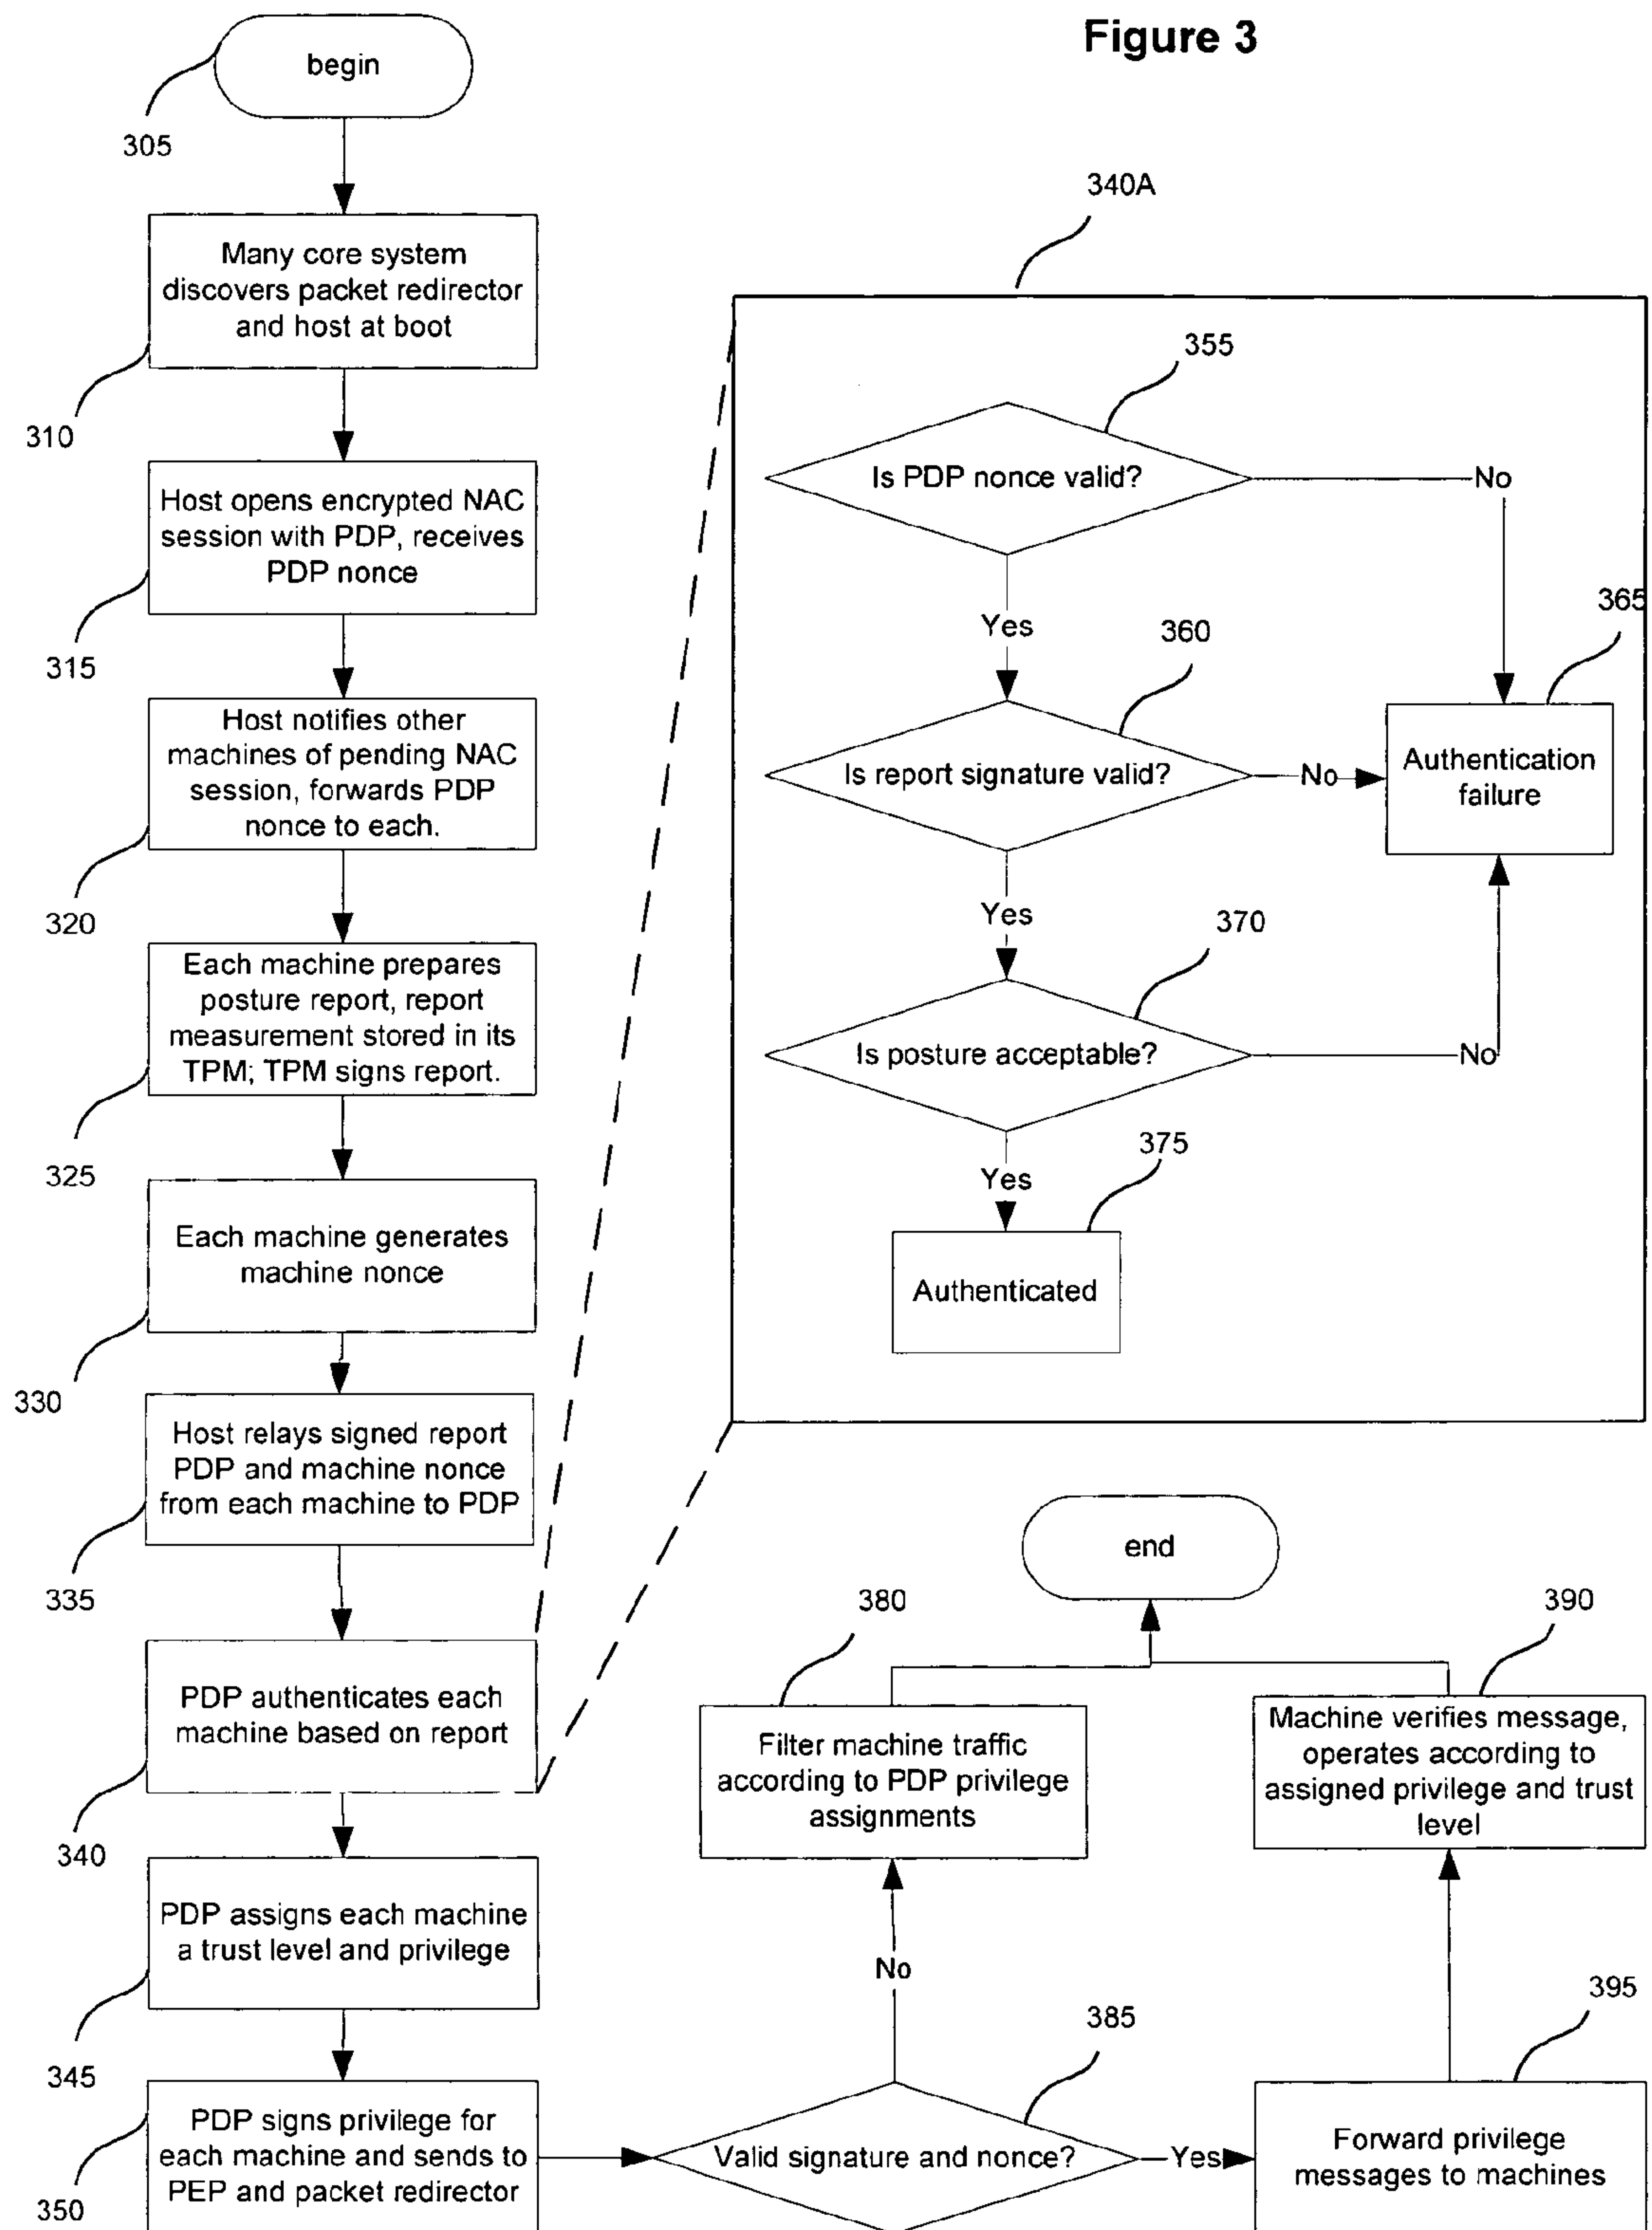 Figure 3
begin
305
Many core system
discovers packet redirector
and host at boot
310
Host opens encrypted NAC
session with PDP, receives
PDP nonce
315
Host notifies other
machines of pending NAC
session, forwards PDP
nonce to each.
320
Each machine prepares
posture report, report
measurement stored in its
TPM; TPM signs report.
325
Each machine generates
machine nonce
330
Host relays signed report
PDP and machine nonce
from each machine to PDP
335
PDP authenticates each
machine based on report
340
PDP assigns each machine
a trust level and privilege
345
PDP signs privilege for
each machine and sends to
PEP and packet redirector
350
340A
355
Is PDP nonce valid?
No
Yes
360
365
Is report signature valid?
No
Authentication
failure
Yes
370
Is posture acceptable?
No
Yes
375
Authenticated
end
380
390
Filter machine traffic
according to PDP privilege
assignments
Machine verifies message,
operates according to
assigned privilege and trust
level
No
385
395
Valid signature and nonce?
Yes
Forward privilege
messages to machines